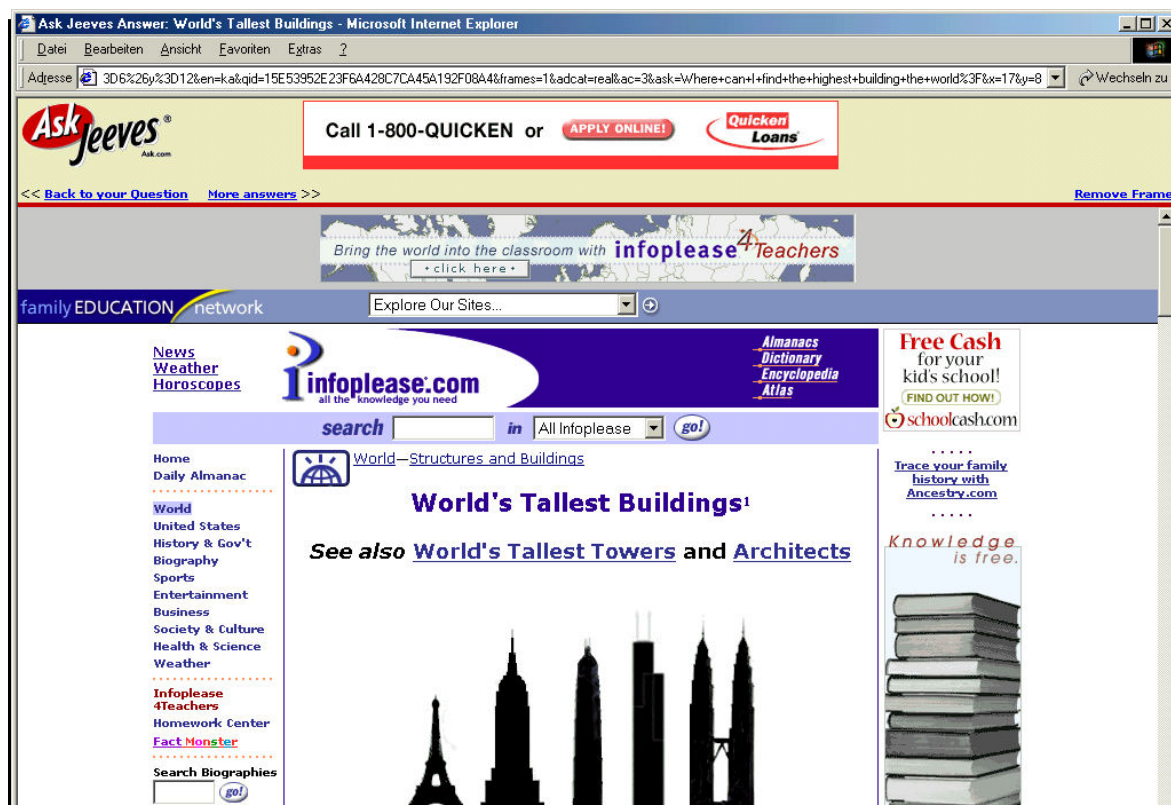 Ask Jeeves Answer: World's Tallest Buildings - Microsoft Internet Explorer
Datei Bearbeiten Ansicht Favoriten Extras ?
Adresse 3D6%26y%3D12&en=ka&qid=15E53952E23F6A428C7CA45A192F08A4&frames=1&adcat=real&ac=3&ask=Where+can+I+find+the+highest+building+the+world%3F&x=17&y=8 Wechseln zu
Ask Jeeves®
Ask.com
Call 1-800-QUICKEN or APPLY ONLINE! Quicken Loans
<< Back to your Question More answers >> Remove Frame
Bring the world into the classroom with infoplease 4Teachers
• click here •
family EDUCATION network Explore Our Sites...
News
Weather
Horoscopes
infoplease.com
all the knowledge you need
Almanacs
Dictionary
Encyclopedia
Atlas
Free Cash
for your
kid's school!
FIND OUT HOW!
schoolcash.com
search in All Infoplease go!
Home
Daily Almanac
World
United States
History & Gov't
Biography
Sports
Entertainment
Business
Society & Culture
Health & Science
Weather
Infoplease
4Teachers
Homework Center
Fact Monster
Search Biographies
go!
World—Structures and Buildings
World's Tallest Buildings¹
See also World's Tallest Towers and Architects
Trace your family
history with
Ancestry.com
Knowledge
is free.